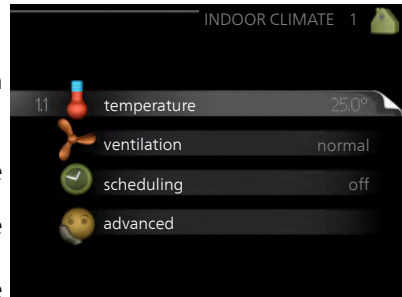 INDOOR CLIMATE 1
1.1 temperature 25.0°
ventilation normal
scheduling off
advanced